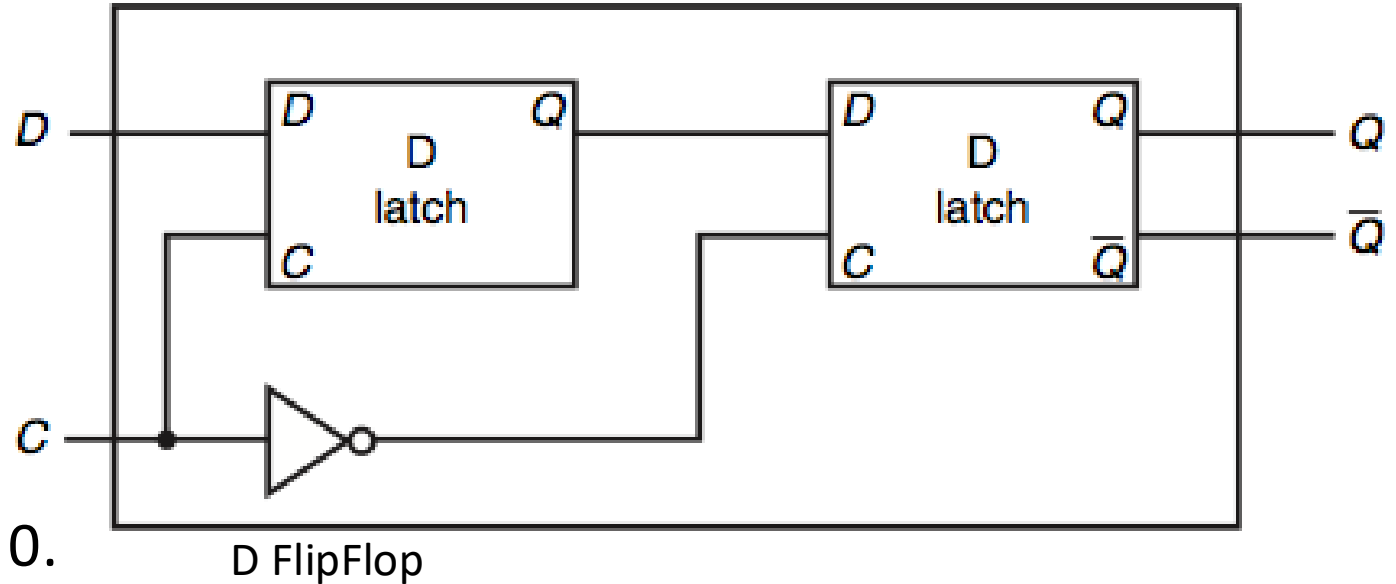 D Q D Q
D D D Q
latch latch
C C Q̅ Q̅
C
0.
D FlipFlop